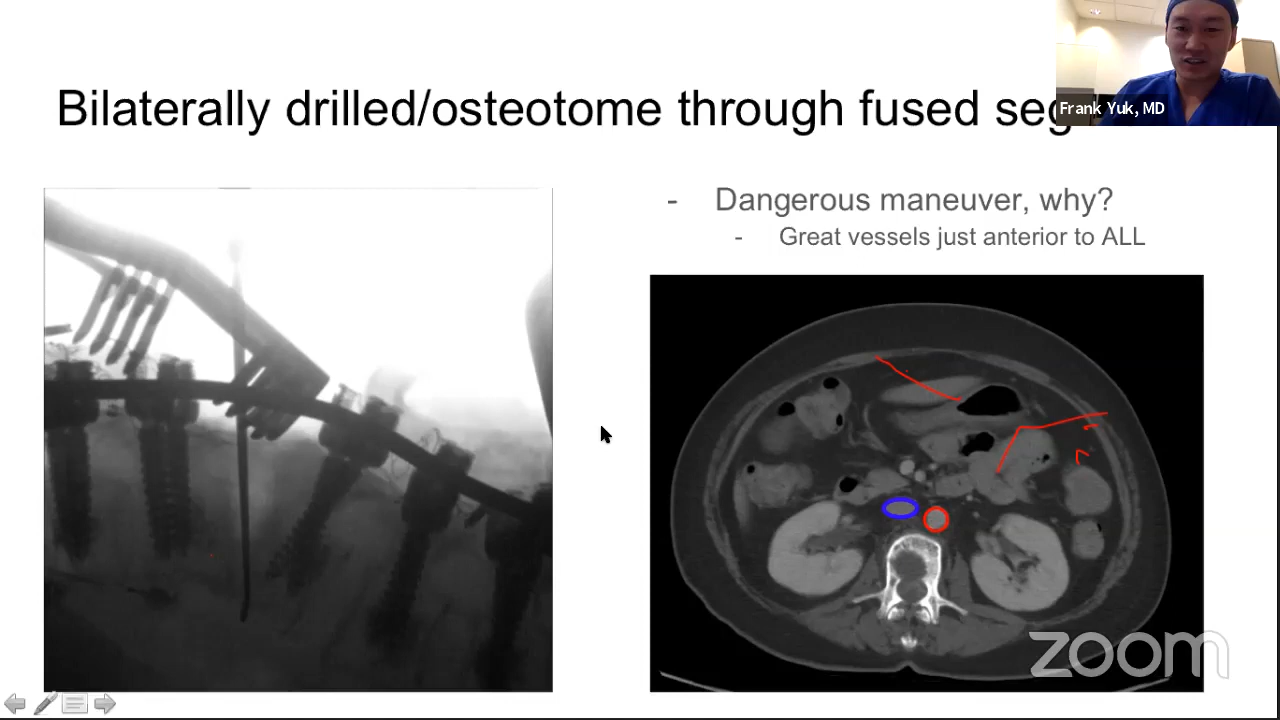 Bilaterally drilled/osteotome through fused seg
Frank Yuk, MD
- Dangerous maneuver, why?
- Great vessels just anterior to ALL
zoom